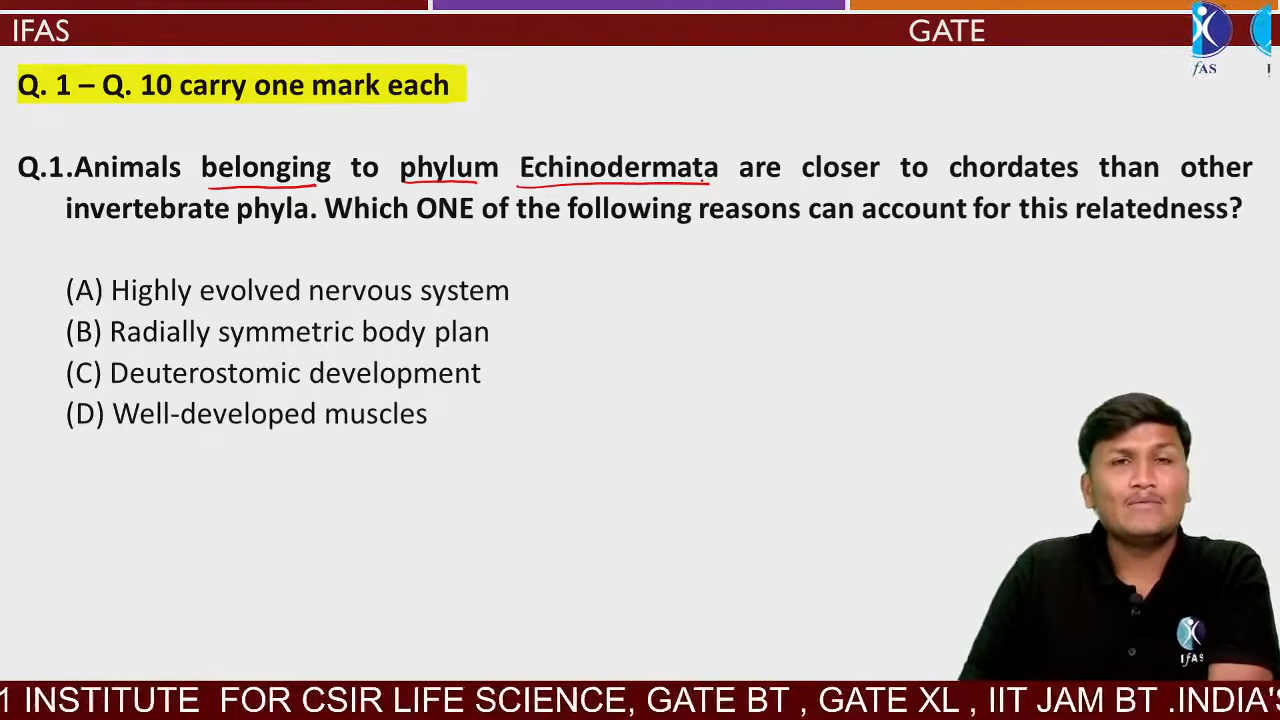 IFAS
GATE
fAS
Q. 1 – Q. 10 carry one mark each
Q.1.Animals belonging to phylum Echinodermata are closer to chordates than other
invertebrate phyla. Which ONE of the following reasons can account for this relatedness?
(A) Highly evolved nervous system
(B) Radially symmetric body plan
(C) Deuterostomic development
(D) Well-developed muscles
IfAS
1 INSTITUTE FOR CSIR LIFE SCIENCE, GATE BT , GATE XL , IIT JAM BT .INDIA'S